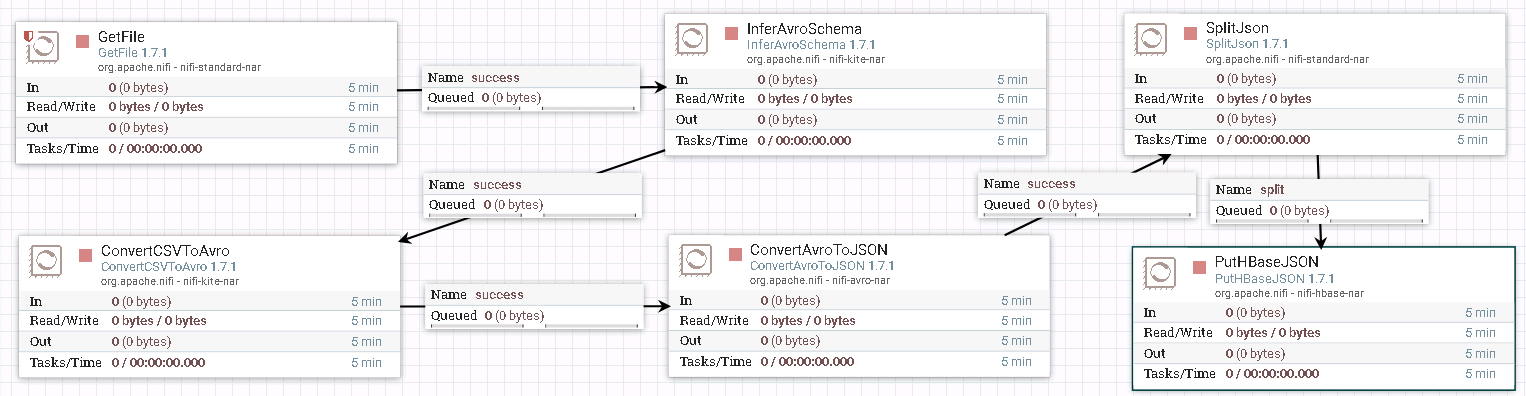 GetFile
GetFile 1.7.1
org.apache.nifi - nifi-standard-nar
In 0 (0 bytes) 5 min
Read/Write 0 bytes / 0 bytes 5 min
Out 0 (0 bytes) 5 min
Tasks/Time 0 / 00:00:00.000 5 min
Name success
Queued 0 (0 bytes)
InferAvroSchema
InferAvroSchema 1.7.1
org.apache.nifi - nifi-kite-nar
In 0 (0 bytes) 5 min
Read/Write 0 bytes / 0 bytes 5 min
Out 0 (0 bytes) 5 min
Tasks/Time 0 / 00:00:00.000 5 min
Name success
Queued 0 (0 bytes)
ConvertCSVToAvro
ConvertCSVToAvro 1.7.1
org.apache.nifi - nifi-kite-nar
In 0 (0 bytes) 5 min
Read/Write 0 bytes / 0 bytes 5 min
Out 0 (0 bytes) 5 min
Tasks/Time 0 / 00:00:00.000 5 min
Name success
Queued 0 (0 bytes)
ConvertAvroToJSON
ConvertAvroToJSON 1.7.1
org.apache.nifi - nifi-avro-nar
In 0 (0 bytes) 5 min
Read/Write 0 bytes / 0 bytes 5 min
Out 0 (0 bytes) 5 min
Tasks/Time 0 / 00:00:00.000 5 min
Name success
Queued 0 (0 bytes)
SplitJson
SplitJson 1.7.1
org.apache.nifi - nifi-standard-nar
In 0 (0 bytes) 5 min
Read/Write 0 bytes / 0 bytes 5 min
Out 0 (0 bytes) 5 min
Tasks/Time 0 / 00:00:00.000 5 min
Name split
Queued 0 (0 bytes)
PutHBaseJSON
PutHBaseJSON 1.7.1
org.apache.nifi - nifi-hbase-nar
In 0 (0 bytes) 5 min
Read/Write 0 bytes / 0 bytes 5 min
Out 0 (0 bytes) 5 min
Tasks/Time 0 / 00:00:00.000 5 min